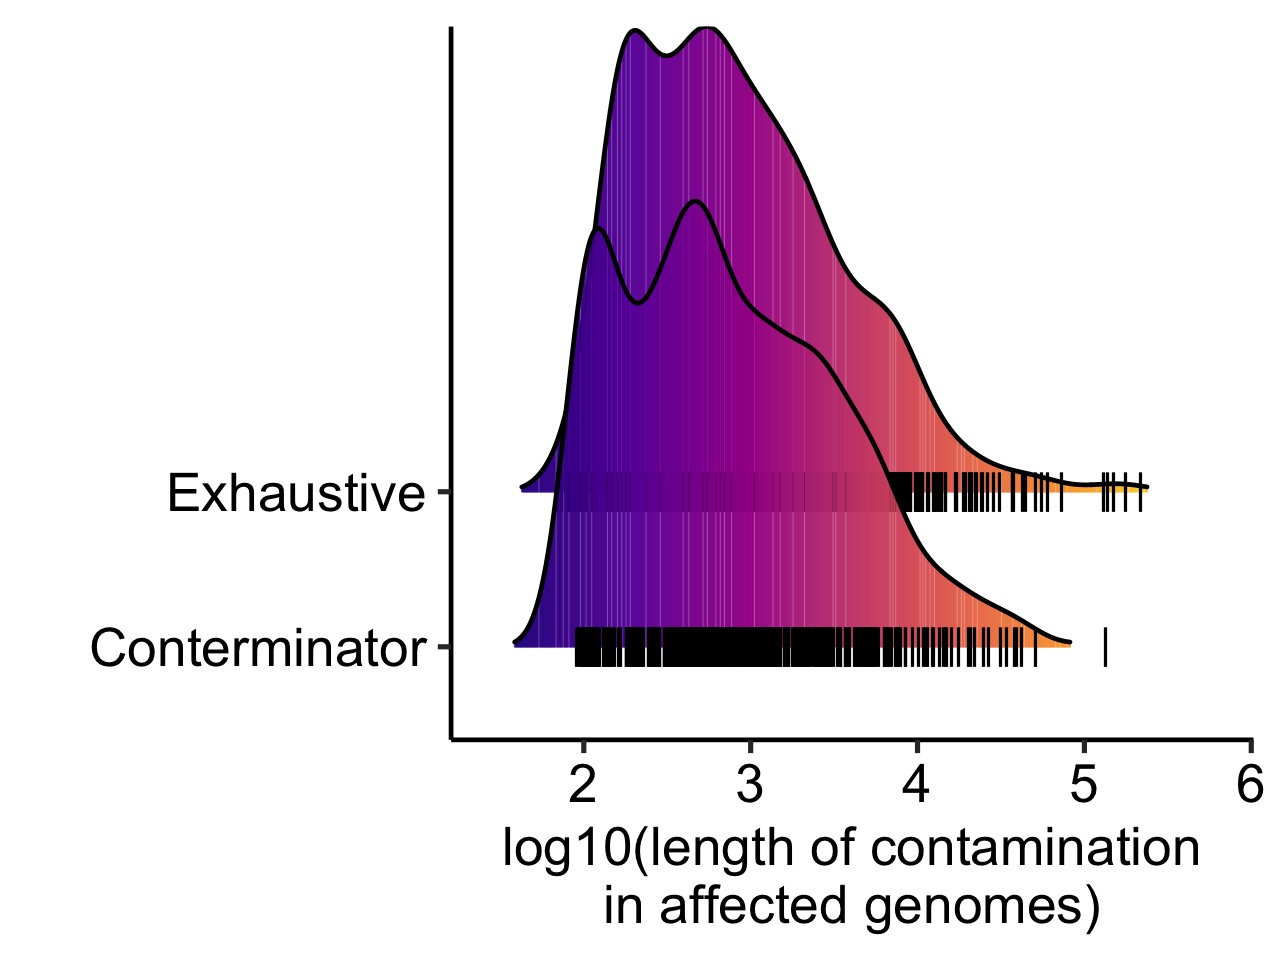 Exhaustive
Conterminator
2 3 4 5 6
log10(length of contamination
in affected genomes)